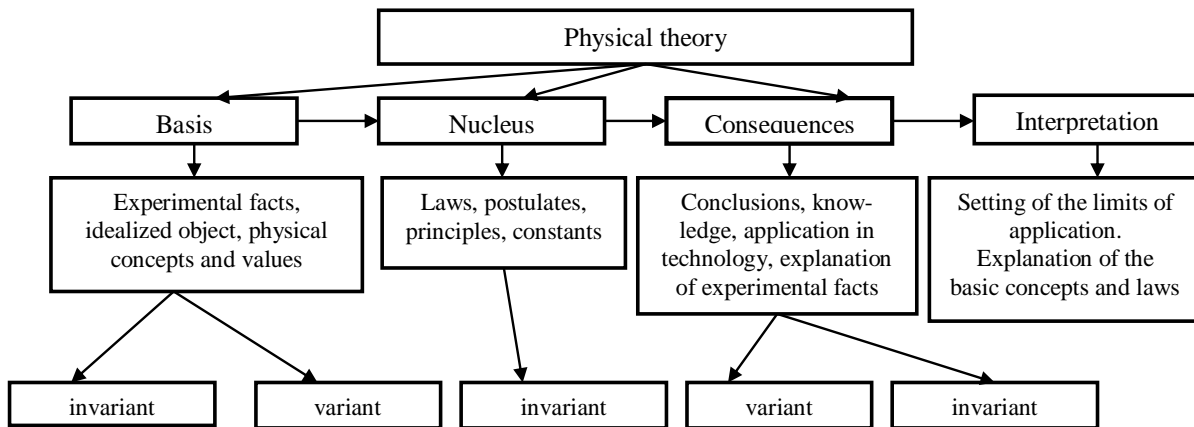 Physical theory
Basis
Nucleus
Consequences
Interpretation
Experimental facts,
idealized object, physical
concepts and values
Laws, postulates,
principles, constants
Conclusions, know-
ledge, application in
technology, explanation
of experimental facts
Setting of the limits of
application.
Explanation of the
basic concepts and laws
invariant
variant
invariant
variant
invariant